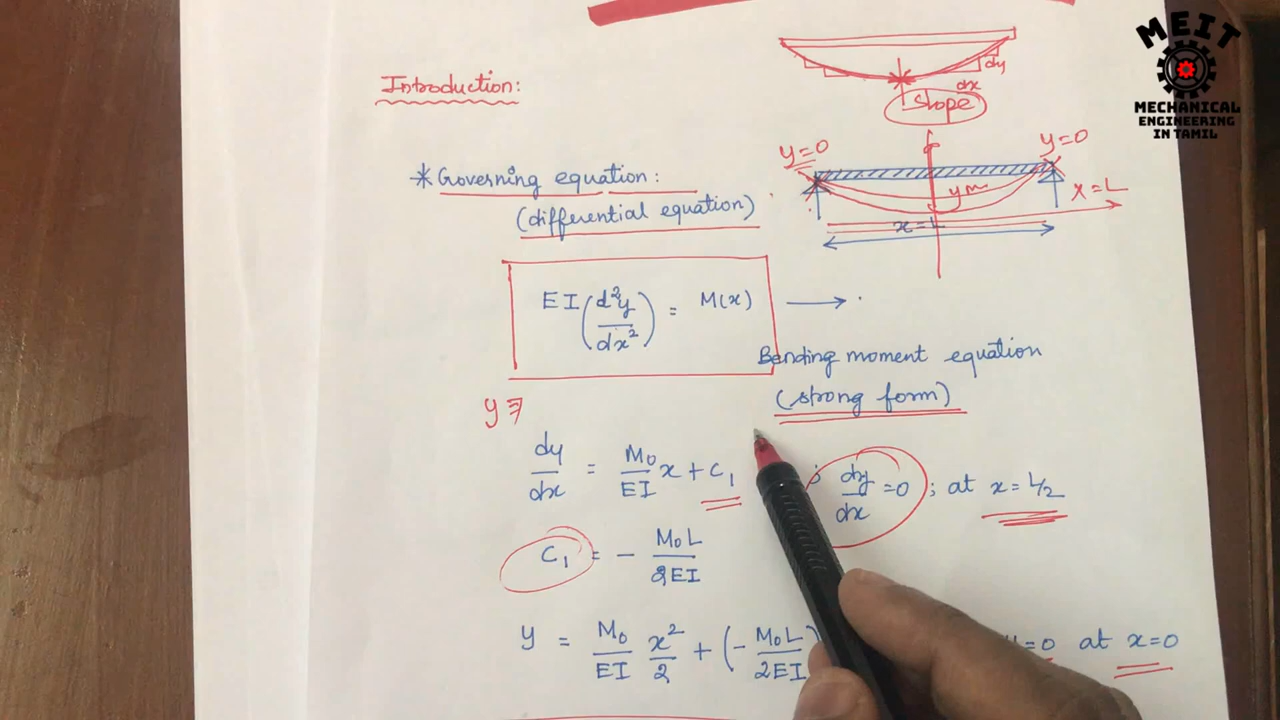 MEIT
MECHANICAL
ENGINEERING
IN TAMIL
Introduction:
dy
dx
slope
y=0
y=0
ym
x=L
x=L
*Governing equation:
(differential equation)
EI(d²y/dx²) = M(x) →
Bending moment equation
(strong form)
y =
dy/dx = M₀/EI x + C₁ ; dy/dx =0 ; at x=L/2
C₁ = - M₀L/2EI
y = M₀/EI x²/2 + (-M₀L/2EI) =0 at x=0